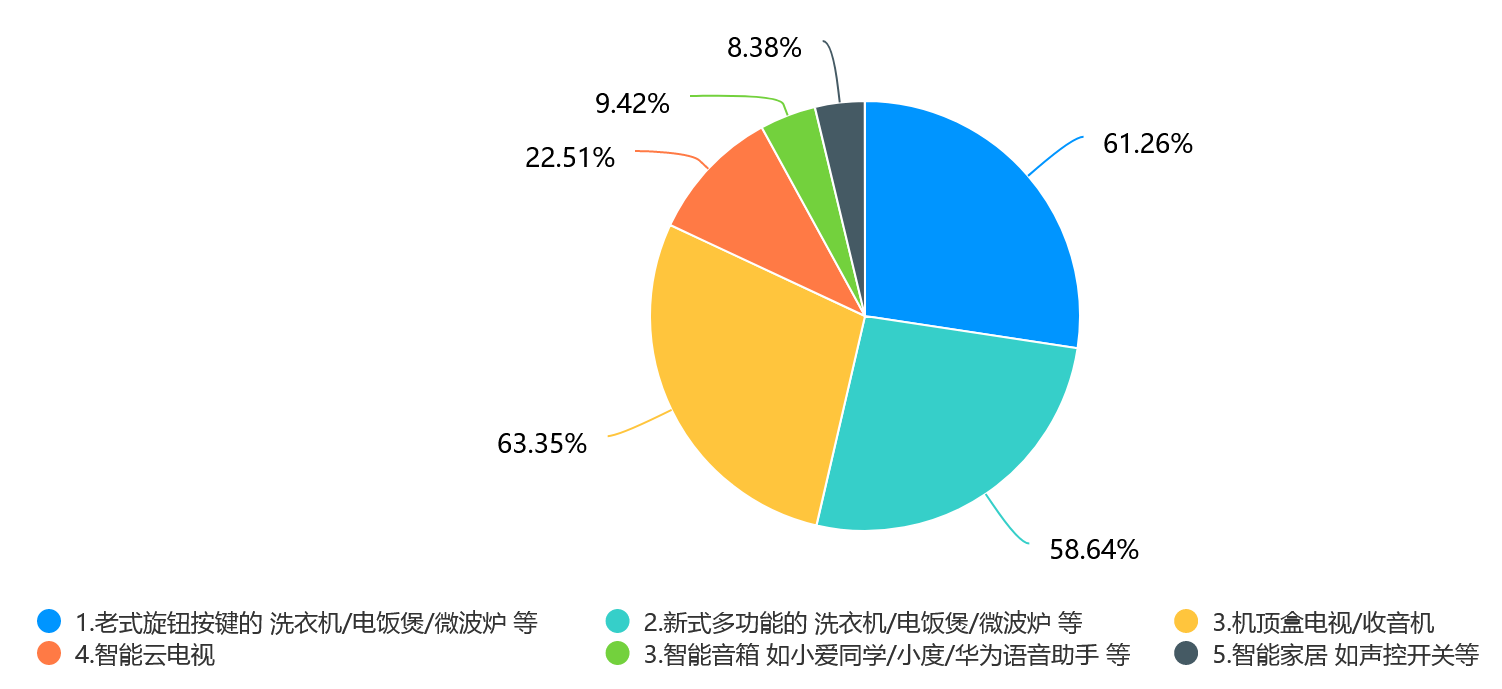 8.38%
9.42%
61.26%
22.51%
63.35%
58.64%
1.老式旋钮按键的 洗衣机/电饭煲/微波炉 等
2.新式多功能的 洗衣机/电饭煲/微波炉 等
3.机顶盒电视/收音机
4.智能云电视
3.智能音箱 如小爱同学/小度/华为语音助手 等
5.智能家居 如声控开关等